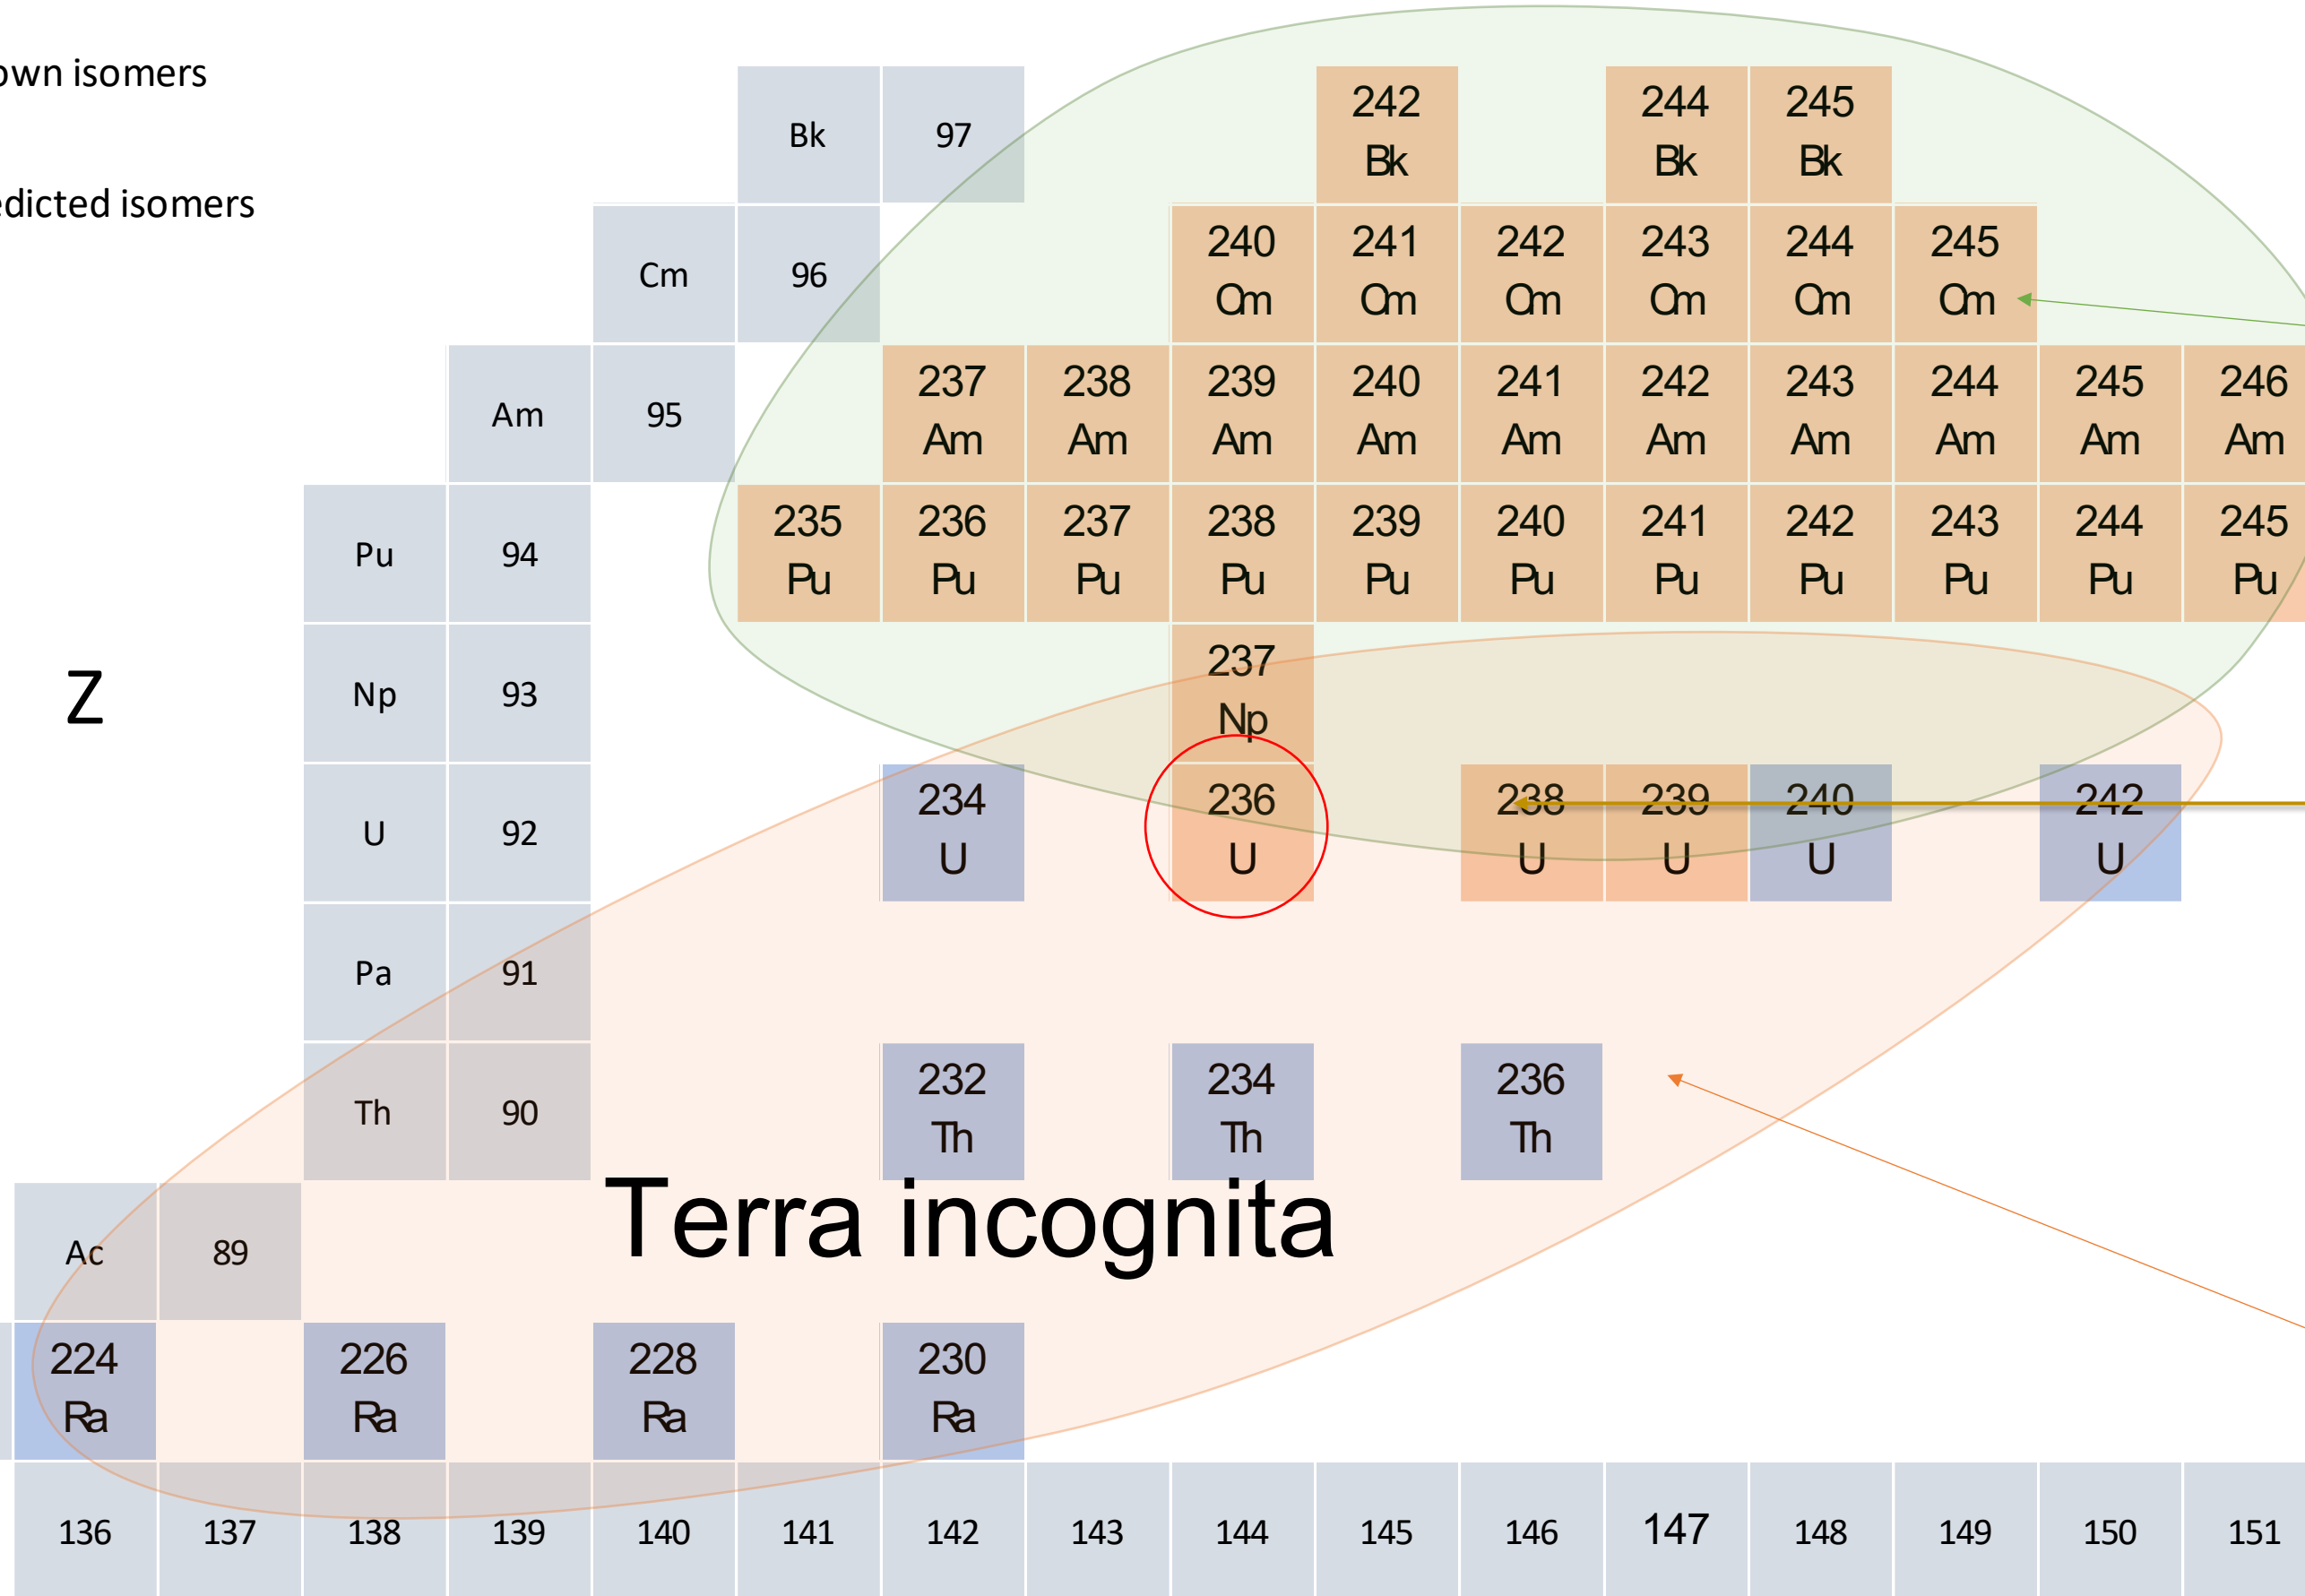 own isomers
edicted isomers
Bk 97 242 Bk 244 Bk 245 Bk
Cm 96 240 Cm 241 Cm 242 Cm 243 Cm 244 Cm 245 Cm
Am 95 237 Am 238 Am 239 Am 240 Am 241 Am 242 Am 243 Am 244 Am 245 Am 246 Am
Pu 94 235 Pu 236 Pu 237 Pu 238 Pu 239 Pu 240 Pu 241 Pu 242 Pu 243 Pu 244 Pu 245 Pu
Z
Np 93 237 Np
U 92 234 U 236 U 238 U 239 U 240 U 242 U
Pa 91
Th 90 232 Th 234 Th 236 Th
Terra incognita
Ac 89
224 Ra 226 Ra 228 Ra 230 Ra
136 137 138 139 140 141 142 143 144 145 146 147 148 149 150 151